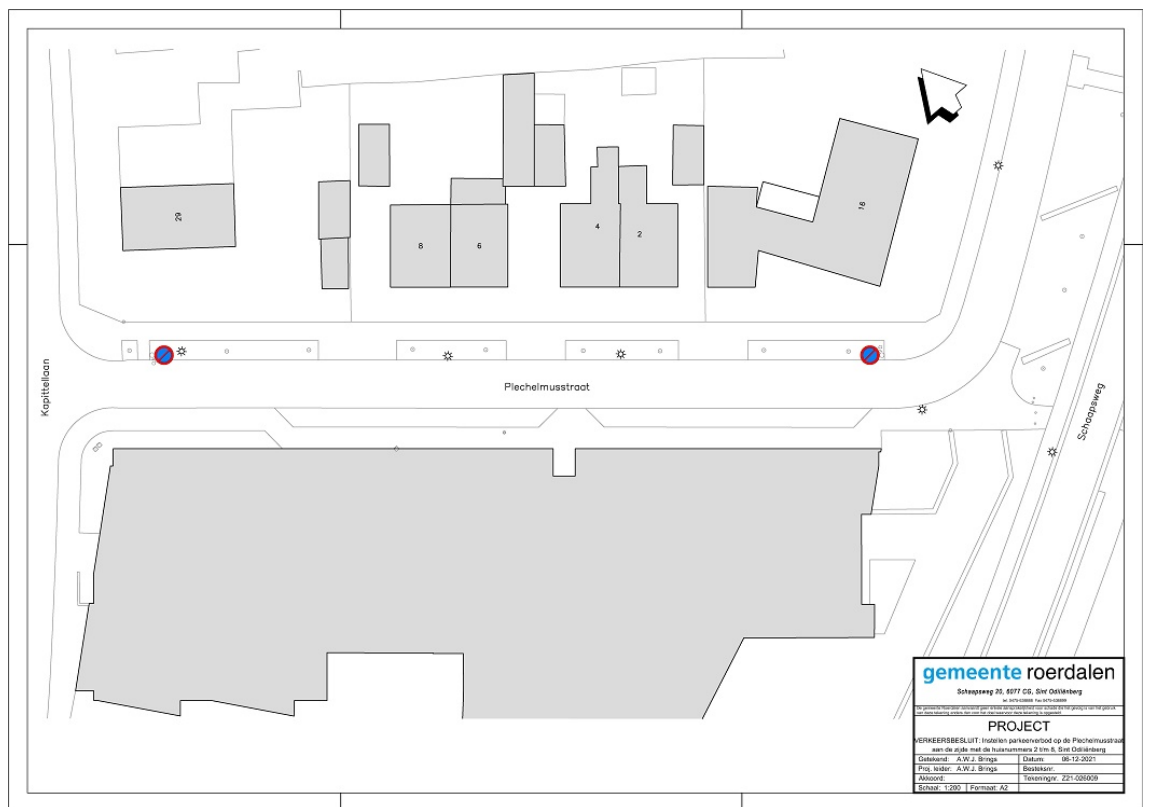 29
8
6
4
2
16
Kapittellaan
Plechelmusstraat
Schaapsweg
gemeente roerdalen
Schaapsweg 20, 6077 CG, Sint Odiliënberg
PROJECT
VERKEERSBESLUIT: Instellen parkeerverbod op de Plechelmusstraat
aan de zijde met de huisnummers 2 t/m 8, Sint Odiliënberg
Getekend: A.W.J. Brings Datum: 06-12-2021
Proj. leider: A.W.J. Brings Besteksnr.
Akkoord: Tekeningnr. Z21-026009
Schaal: 1:200 Formaat: A2